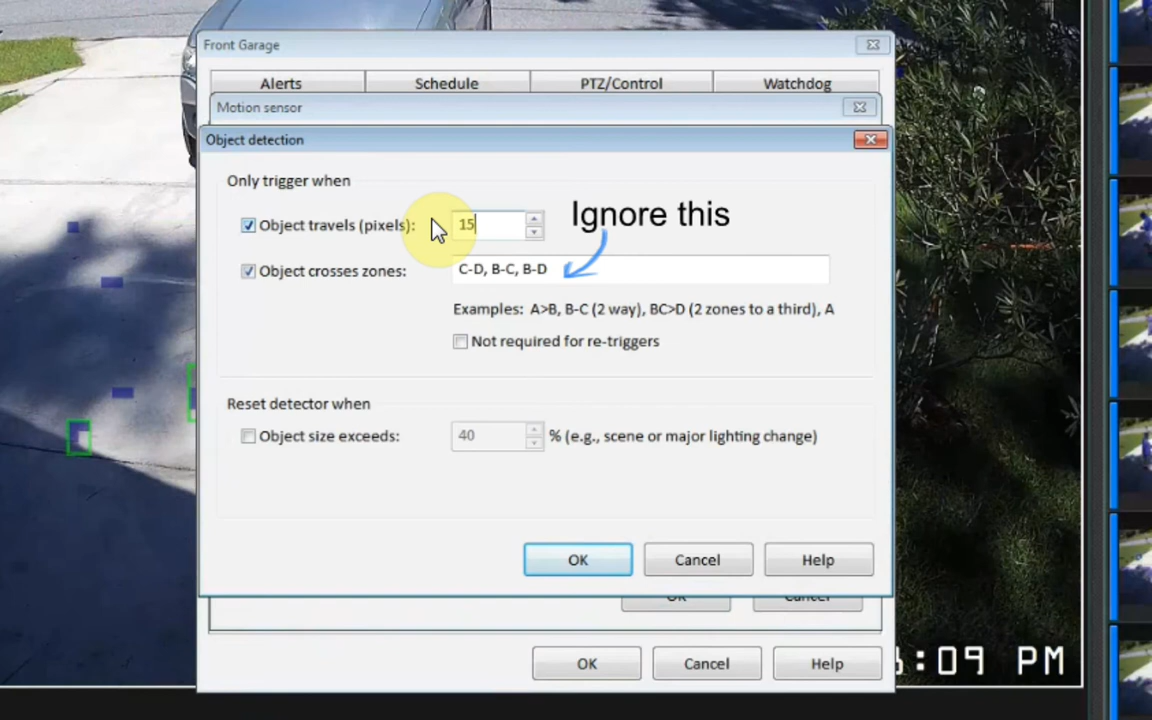 Front Garage
Alerts Schedule PTZ/Control Watchdog
Motion sensor
Object detection
Only trigger when
Object travels (pixels): 15
Ignore this
Object crosses zones: C-D, B-C, B-D
Examples: A>B, B-C (2 way), BC>D (2 zones to a third), A
Not required for re-triggers
Reset detector when
Object size exceeds: 40 % (e.g., scene or major lighting change)
OK Cancel Help
OK Cancel
OK Cancel Help
:09 PM